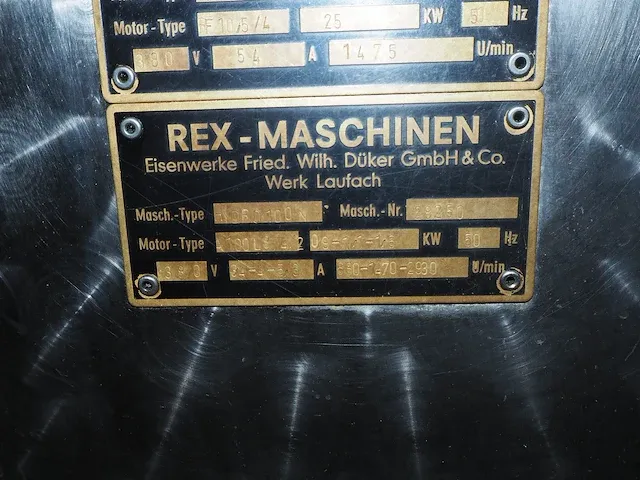 Motor-Type 25 KW Hz
V 54 A 1475 U/min
REX-MASCHINEN
Eisenwerke Fried. Wilh. Düker GmbH & Co.
Werk Laufach
Masch.-Type Masch.-Nr.
Motor-Type KW 50 Hz
380 V A U/min